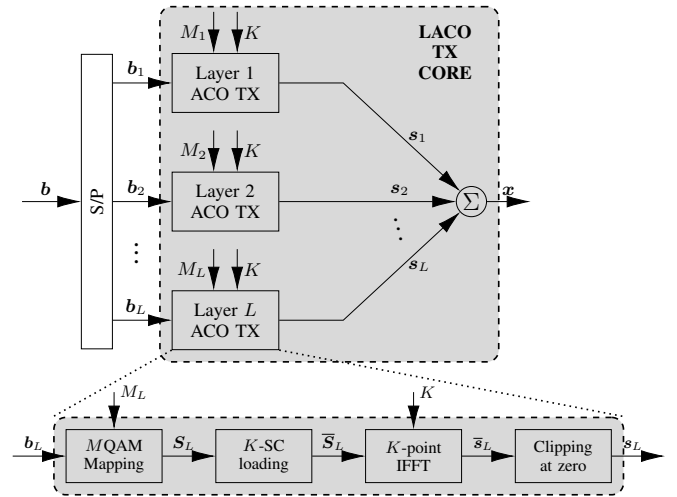 M₁ K
LACO
TX
CORE
b₁
Layer 1
ACO TX
s₁
M₂ K
b
S/P
b₂
Layer 2
ACO TX
s₂
Σ
x
...
...
M_L K
s_L
b_L
Layer L
ACO TX
M_L
K
b_L
MQAM
Mapping
S_L
K-SC
loading
S̅_L
K-point
IFFT
s̅_L
Clipping
at zero
s_L